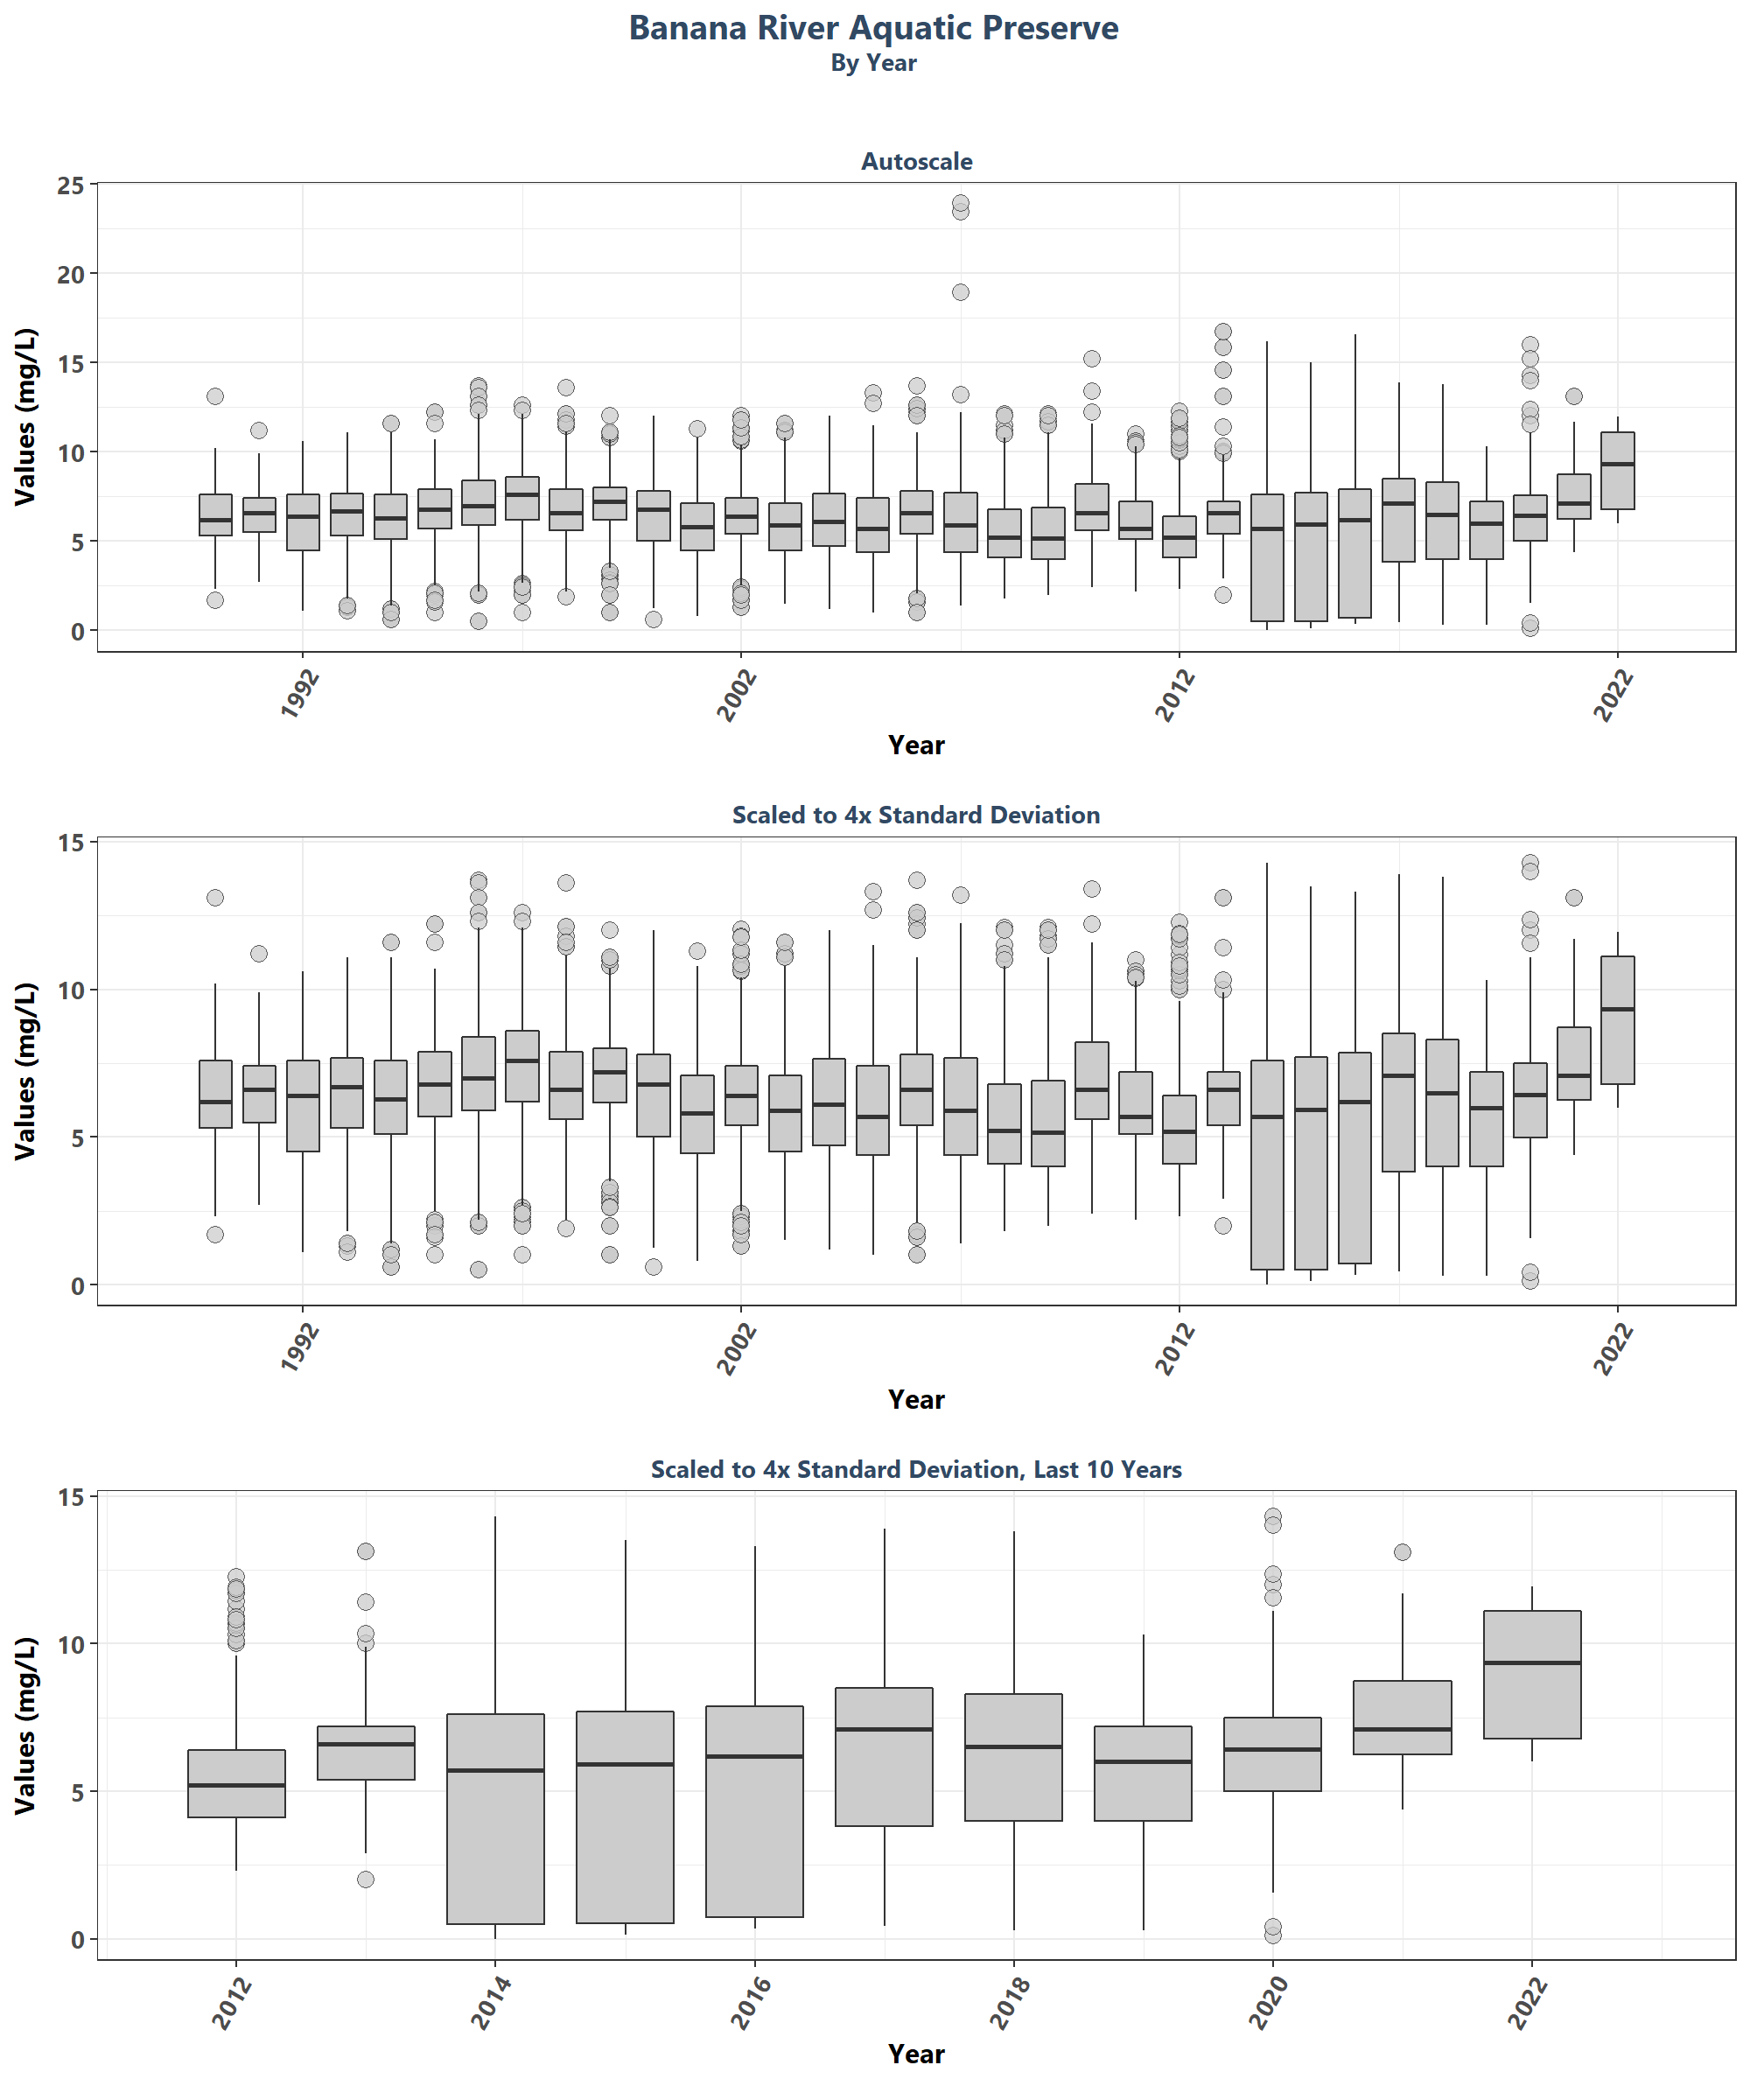 Banana River Aquatic Preserve
By Year
Autoscale
Values (mg/L)
25
20
15
10
5
0
1992
2002
2012
2022
Year
Scaled to 4x Standard Deviation
Values (mg/L)
15
10
5
0
1992
2002
2012
2022
Year
Scaled to 4x Standard Deviation, Last 10 Years
Values (mg/L)
15
10
5
0
2012
2014
2016
2018
2020
2022
Year